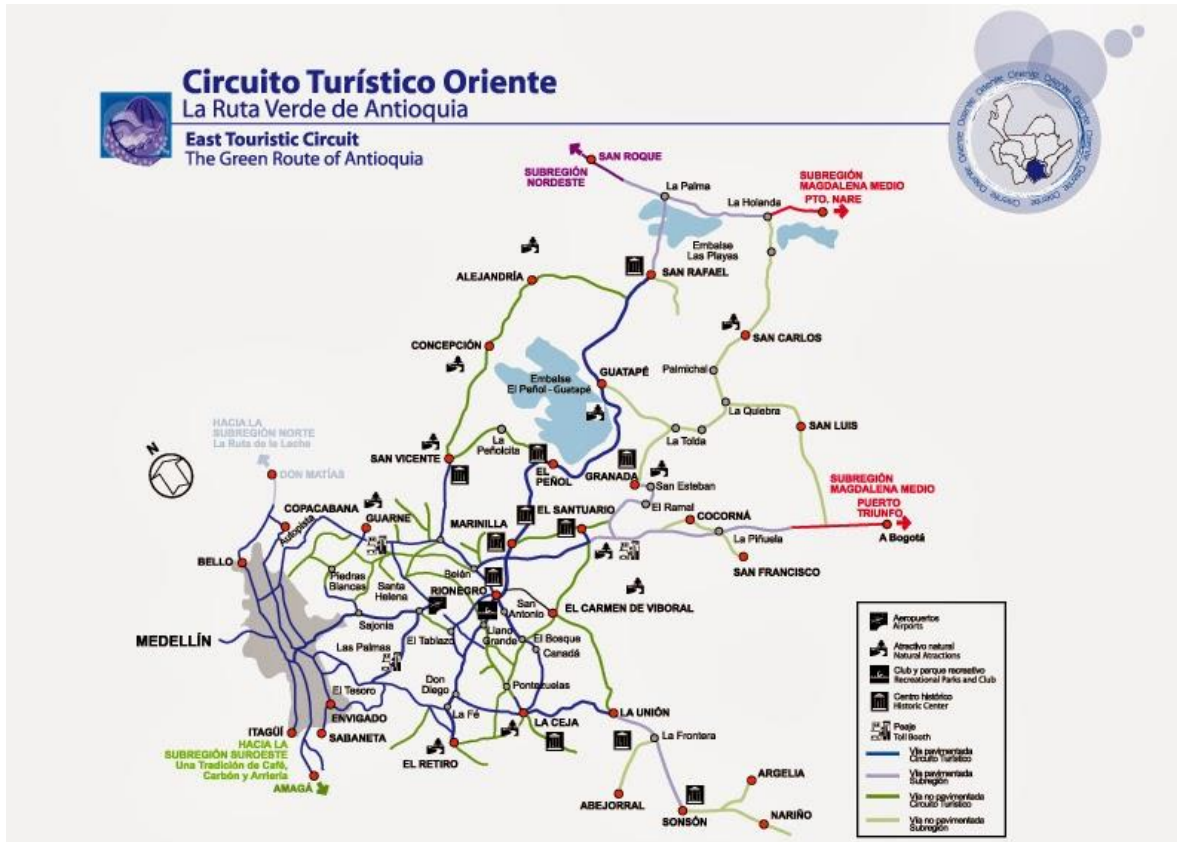 Circuito Turístico Oriente
La Ruta Verde de Antioquia
East Touristic Circuit
The Green Route of Antioquia
Oriente Oriente Oriente Oriente Oriente Oriente Oriente Oriente
SAN ROQUE
SUBREGIÓN
NORDESTE
La Palma
SUBREGIÓN
MAGDALENA MEDIO
PTO. NARE
La Holanda
Embalse
Las Playas
SAN RAFAEL
ALEJANDRÍA
CONCEPCIÓN
SAN CARLOS
GUATAPÉ
Embalse
El Peñol - Guatapé
Palmichal
La Quiebra
SAN LUIS
La Tolda
HACIA LA
SUBREGIÓN NORTE
La Ruta de la Leche
N
DON MATÍAS
La
Peñolcita
SAN VICENTE
EL
PEÑOL
GRANADA
San Esteban
SUBREGIÓN
MAGDALENA MEDIO
PUERTO
TRIUNFO
A Bogotá
COPACABANA
Autopista
GUARNE
MARINILLA
EL SANTUARIO
El Ramal
COCORNÁ
La Piñuela
SAN FRANCISCO
BELLO
Piedras
Blancas
Santa
Helena
Belén
RIONEGRO
San
Antonio
EL CARMEN DE VIBORAL
MEDELLÍN
Sajonia
El Tablazo
Llano
Grande
El Bosque
Canadá
Las Palmas
El Tesoro
Don
Diego
Pontezuelas
La Fé
ENVIGADO
LA CEJA
LA UNIÓN
ITAGÜÍ
SABANETA
EL RETIRO
La Frontera
HACIA LA
SUBREGIÓN SUROESTE
Una Tradición de Café,
Carbón y Arriería
AMAGÁ
ABEJORRAL
SONSÓN
ARGELIA
NARIÑO
Aeropuertos
Airports
Atractivo natural
Natural Atractions
Club y parque recreativo
Recreational Parks and Club
Centro histórico
Historic Center
Peaje
Toll Booth
Vía pavimentada
Circuito Turístico
Vía pavimentada
Subregión
Vía no pavimentada
Circuito Turístico
Vía no pavimentada
Subregión